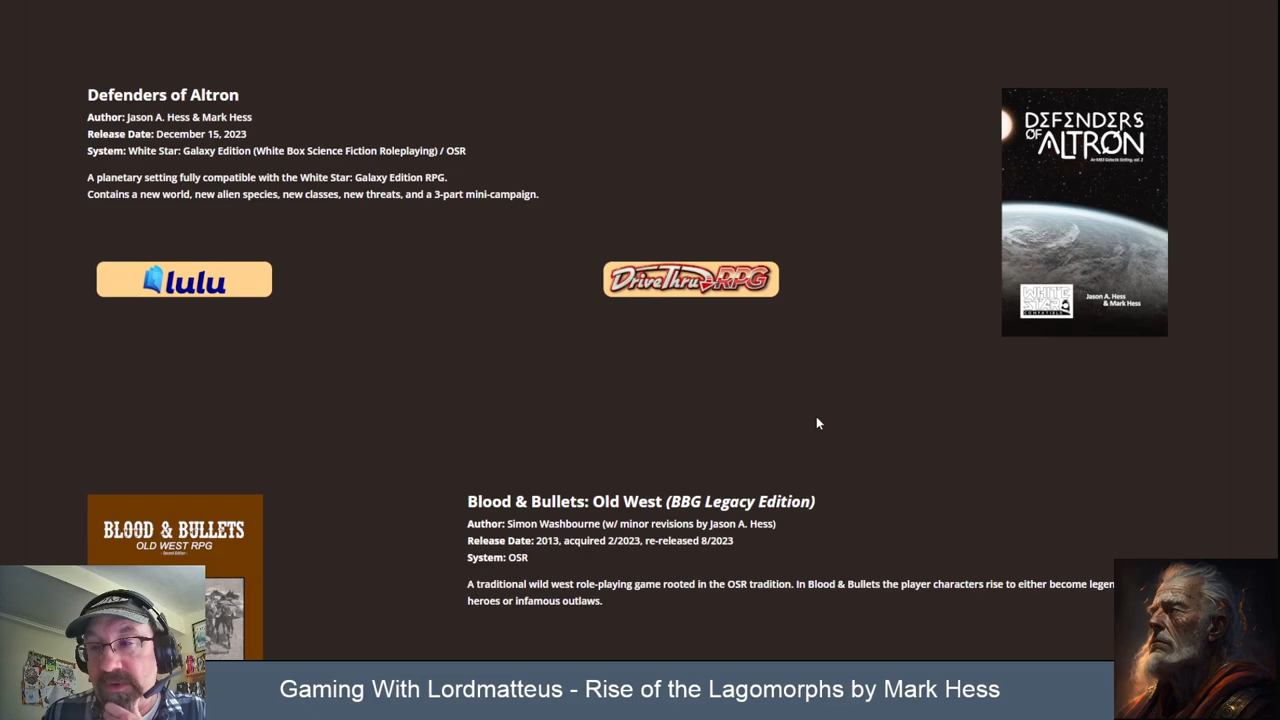 Defenders of Altron
Author: Jason A. Hess & Mark Hess
Release Date: December 15, 2023
System: White Star: Galaxy Edition (White Box Science Fiction Roleplaying) / OSR
A planetary setting fully compatible with the White Star: Galaxy Edition RPG.
Contains a new world, new alien species, new classes, new threats, and a 3-part mini-campaign.
lulu
DriveThruRPG
DEFENDERS
OF ALTRON
WHITE
STAR
COMPATIBLE
Jason A. Hess
& Mark Hess
BLOOD & BULLETS
OLD WEST RPG
Blood & Bullets: Old West (BBG Legacy Edition)
Author: Simon Washbourne (w/ minor revisions by Jason A. Hess)
Release Date: 2013, acquired 2/2023, re-released 8/2023
System: OSR
A traditional wild west role-playing game rooted in the OSR tradition. In Blood & Bullets the player characters rise to either become legen
heroes or infamous outlaws.
Gaming With Lordmatteus - Rise of the Lagomorphs by Mark Hess